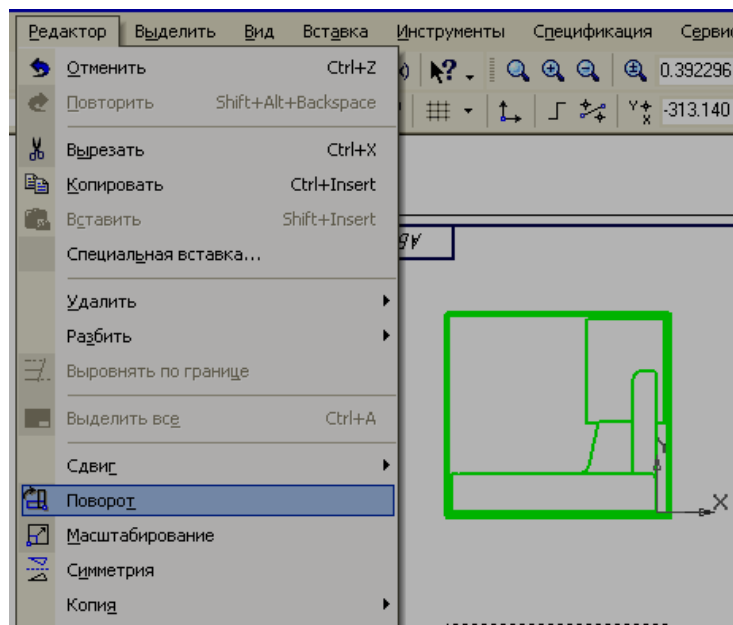 Редактор Выделить Вид Вставка Инструменты Спецификация
Отменить Ctrl+Z
0.392296
Повторить Shift+Alt+Backspace
-313.140
Вырезать Ctrl+X
Копировать Ctrl+Insert
Вставить Shift+Insert
Специальная вставка...
Удалить
Разбить
Выровнять по границе
Выделить все Ctrl+A
Сдвиг
Y
Поворот
X
Масштабирование
Симметрия
Копия